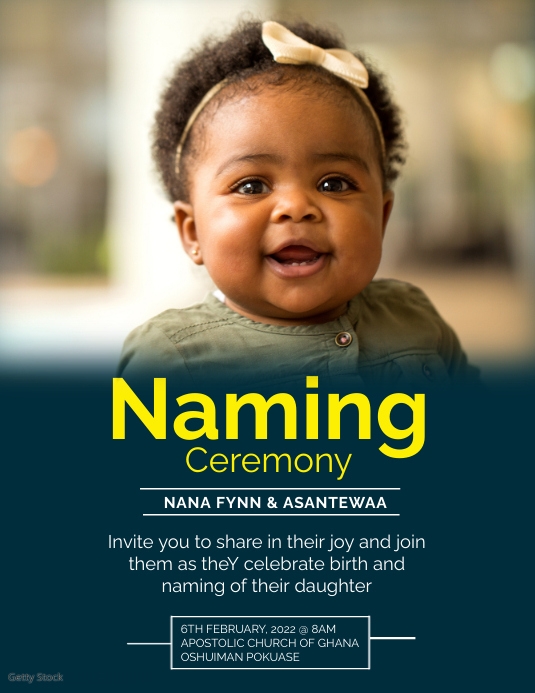 Naming
Ceremony
NANA FYNN & ASANTEWAA
Invite you to share in their joy and join
them as theY celebrate birth and
naming of their daughter
6TH FEBRUARY, 2022 @ 8AM
APOSTOLIC CHURCH OF GHANA
OSHUIMAN POKUASE
Getty Stock